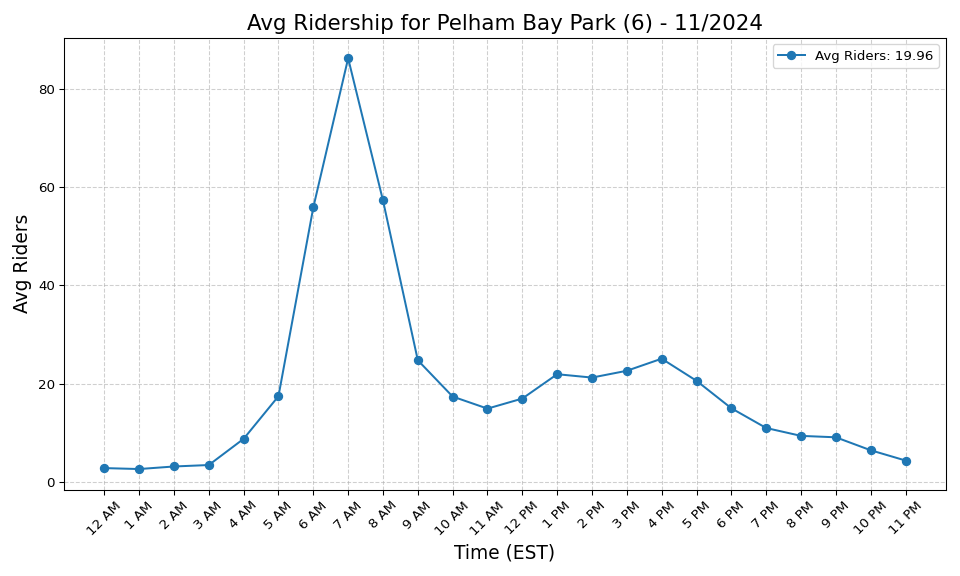 Avg Ridership for Pelham Bay Park (6) - 11/2024
Avg Riders: 19.96
Avg Riders
80
60
40
20
0
12 AM
1 AM
2 AM
3 AM
4 AM
5 AM
6 AM
7 AM
8 AM
9 AM
10 AM
11 AM
12 PM
1 PM
2 PM
3 PM
4 PM
5 PM
6 PM
7 PM
8 PM
9 PM
10 PM
11 PM
Time (EST)